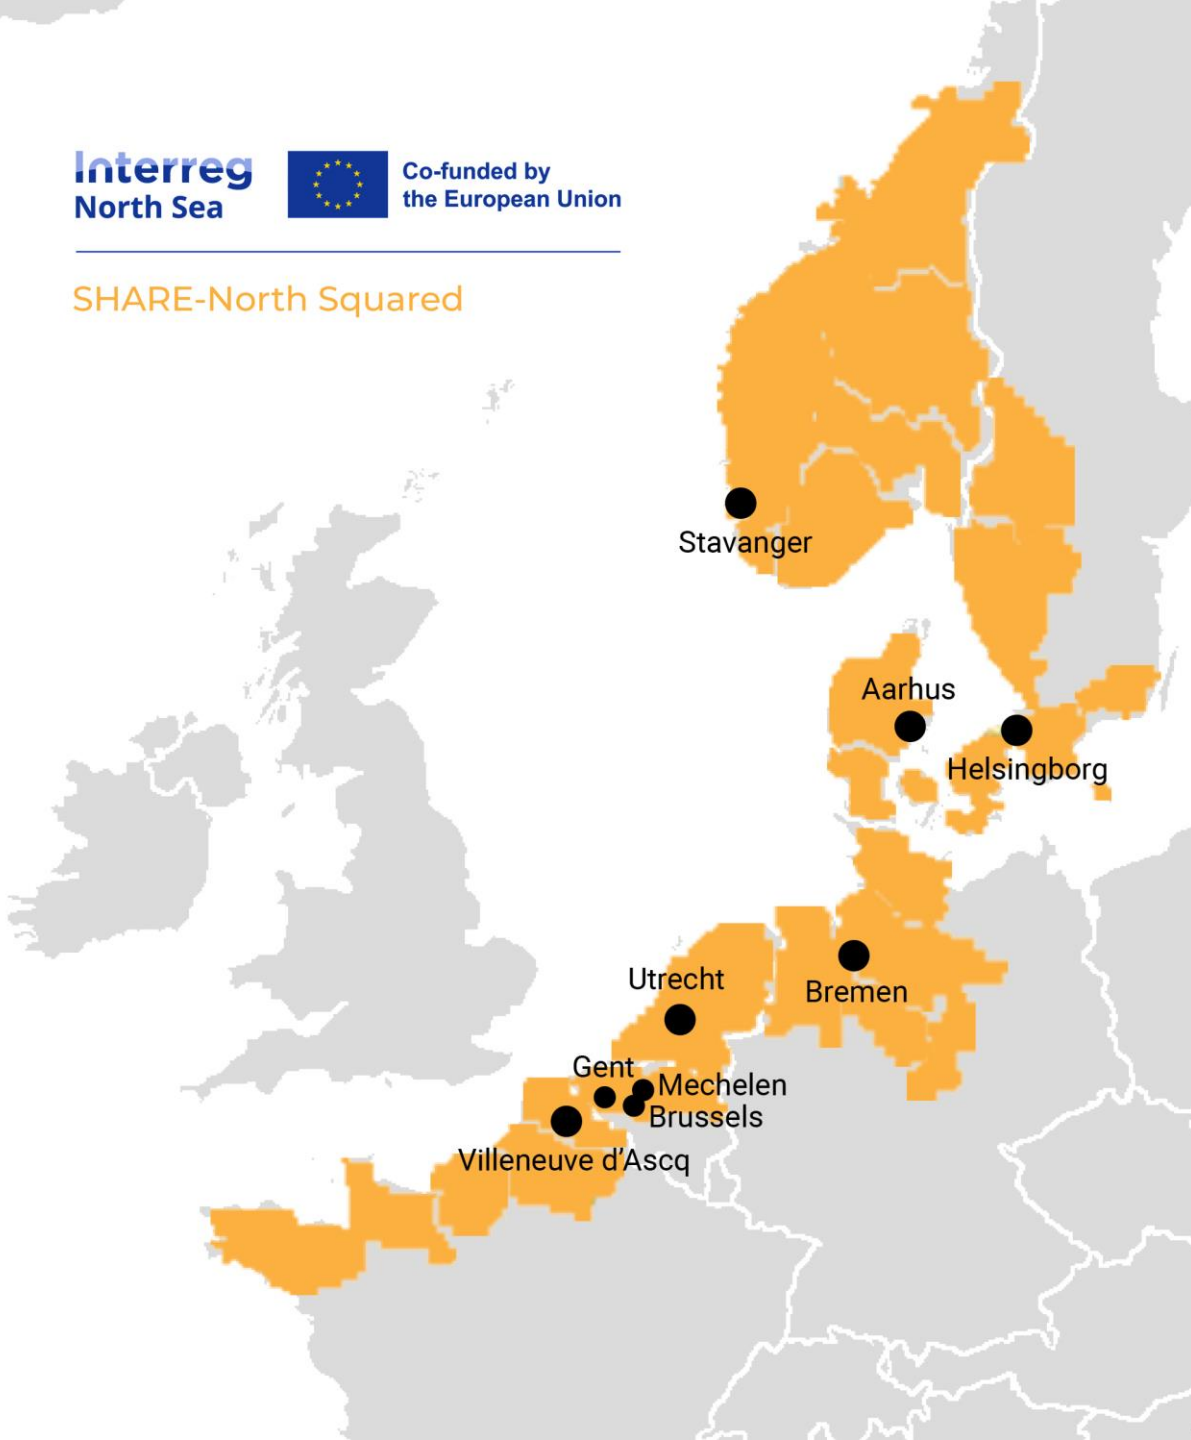 Interreg
North Sea
Co-funded by
the European Union
SHARE-North Squared
Stavanger
Aarhus
Helsingborg
Utrecht
Bremen
Gent
Mechelen
Brussels
Villeneuve d'Ascq